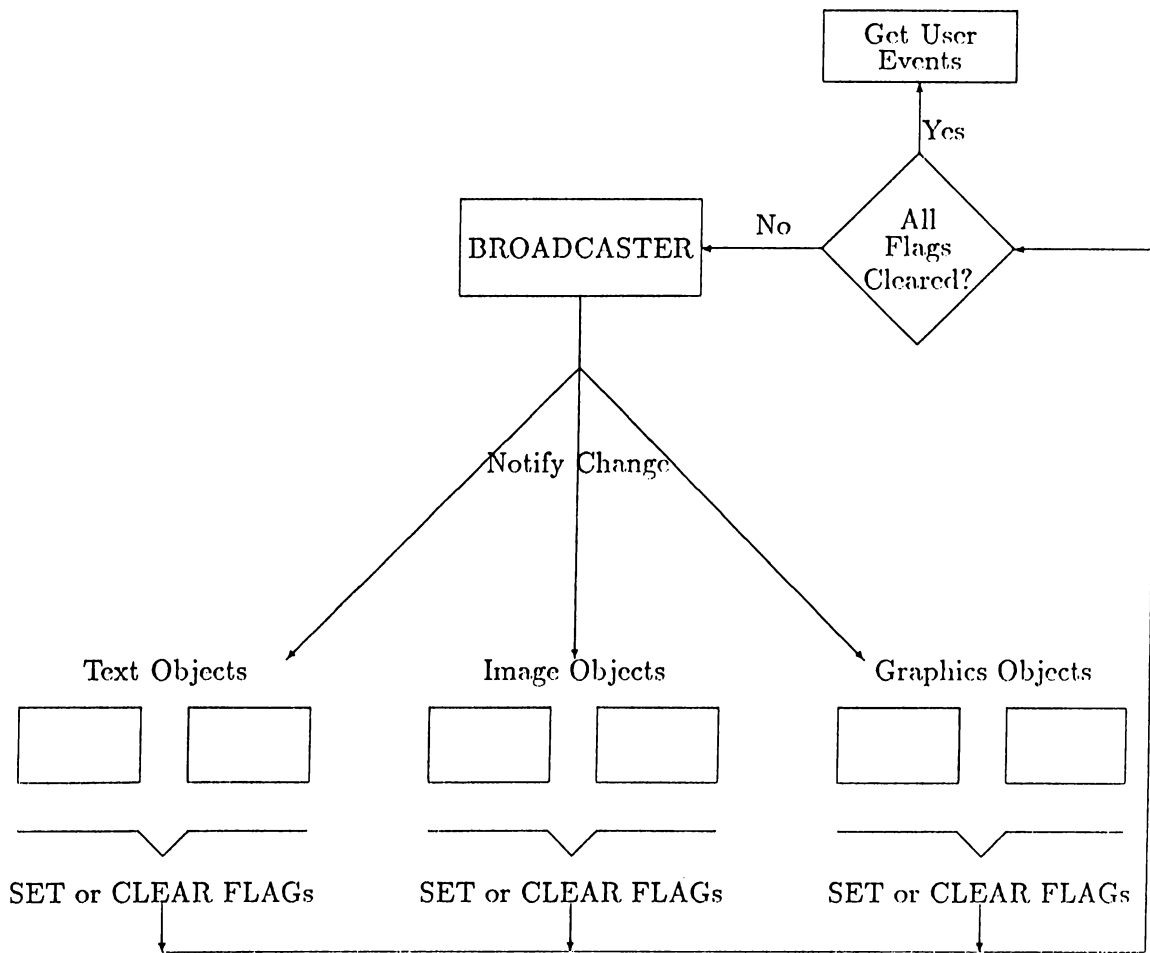 Get User
Events
Yes
No
All
Flags
Cleared?
BROADCASTER
Notify Change
Text Objects
Image Objects
Graphics Objects
SET or CLEAR FLAGs
SET or CLEAR FLAGs
SET or CLEAR FLAGs